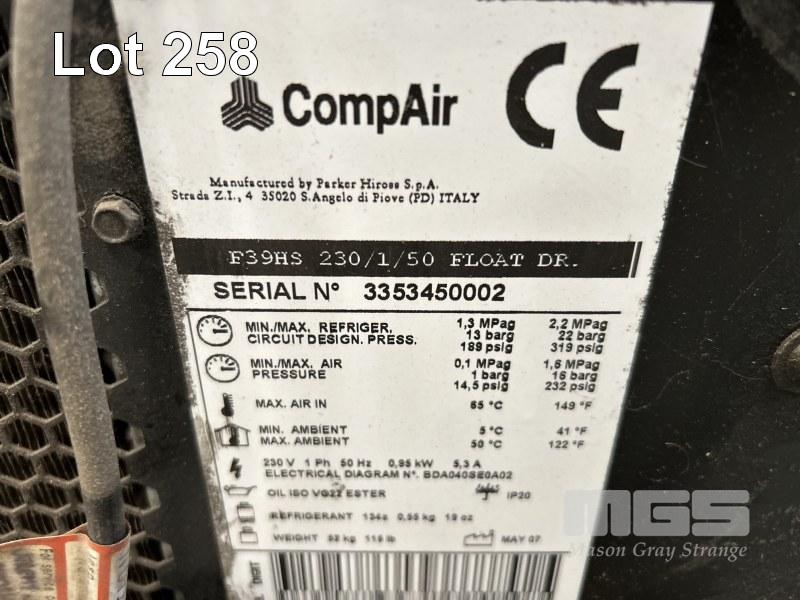 Lot 258
CompAir CE
Manufactured by Parker Hiross S.p.A.
Strada Z.I., 4 35020 S.Angelo di Piove (PD) ITALY
F39HS 230/1/50 FLOAT DR.
SERIAL N° 3353450002
MIN./MAX. REFRIGER. 1,3 MPag 2,2 MPag
CIRCUIT DESIGN. PRESS. 13 barg 22 barg
189 psig 319 psig
MIN./MAX. AIR 0,1 MPag 1,6 MPag
PRESSURE 1 barg 16 barg
14,5 psig 232 psig
MAX. AIR IN 65 °C 149 °F
MIN. AMBIENT 5 °C 41 °F
MAX. AMBIENT 50 °C 122 °F
230 V 1 Ph 50 Hz 0,95 kW 5,3 A
ELECTRICAL DIAGRAM N°. BDA040SE0A02
OIL ISO VG22 ESTER IP20
REFRIGERANT 134a 0,55 kg 19 oz
WEIGHT lb MAY 07
MGS
Mason Gray Strange